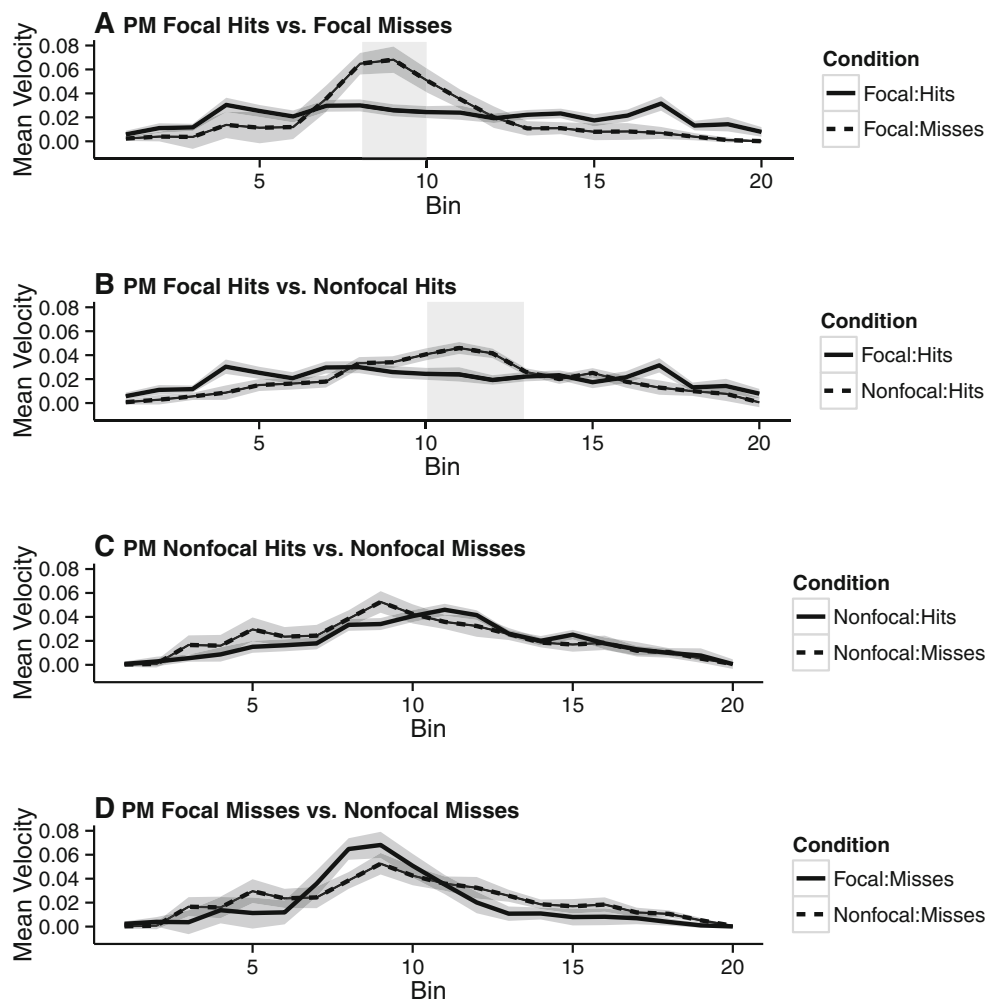 A PM Focal Hits vs. Focal Misses
Mean Velocity
0.08
0.06
0.04
0.02
0.00
5
10
15
20
Bin
Condition
Focal:Hits
Focal:Misses
B PM Focal Hits vs. Nonfocal Hits
Mean Velocity
0.08
0.06
0.04
0.02
0.00
5
10
15
20
Bin
Condition
Focal:Hits
Nonfocal:Hits
C PM Nonfocal Hits vs. Nonfocal Misses
Mean Velocity
0.08
0.06
0.04
0.02
0.00
5
10
15
20
Bin
Condition
Nonfocal:Hits
Nonfocal:Misses
D PM Focal Misses vs. Nonfocal Misses
Mean Velocity
0.08
0.06
0.04
0.02
0.00
5
10
15
20
Bin
Condition
Focal:Misses
Nonfocal:Misses